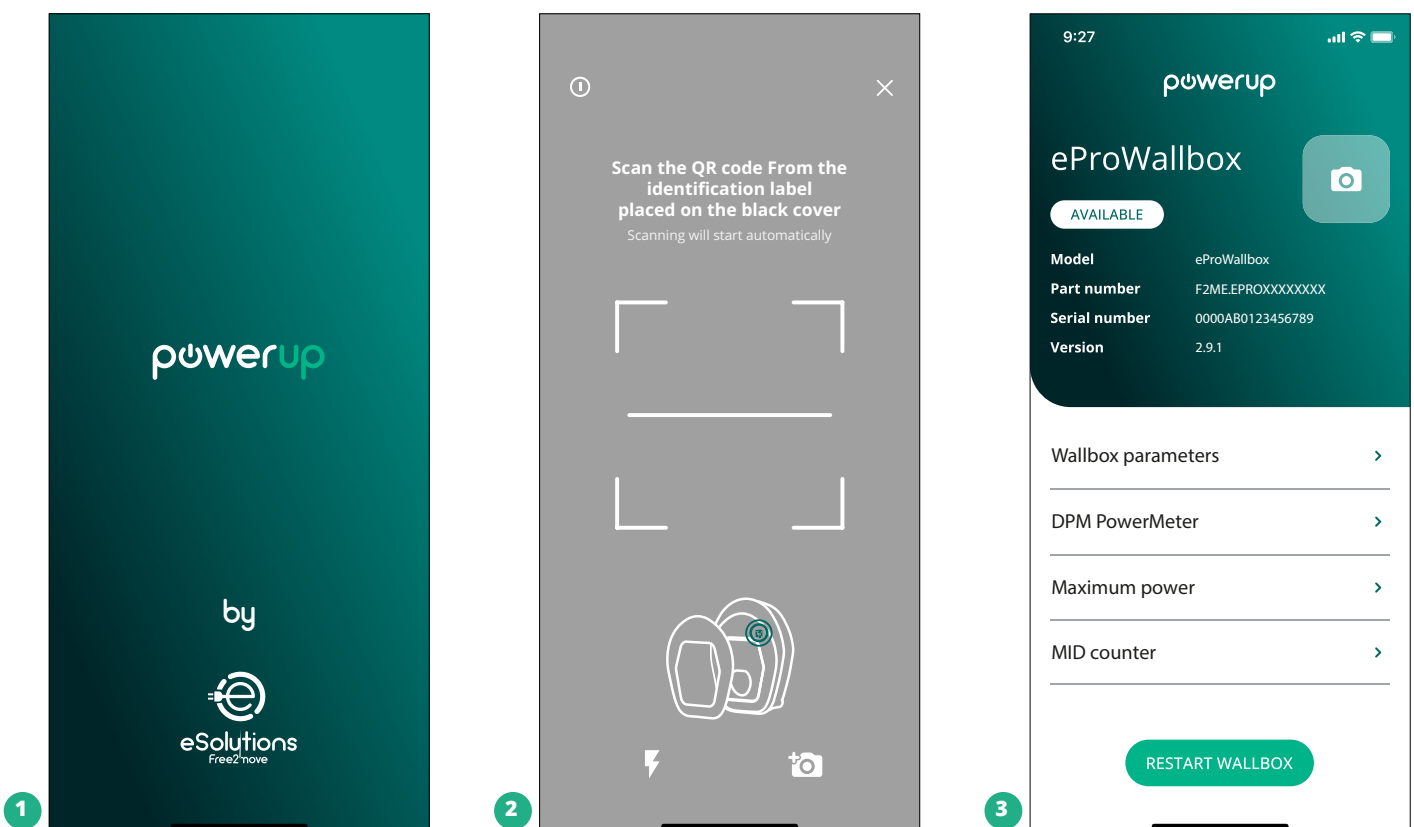 powerup
by
eSolutions
Free2move
1
Scan the QR code From the
identification label
placed on the black cover
Scanning will start automatically
2
9:27
powerup
eProWallbox
AVAILABLE
Model eProWallbox
Part number F2ME.EPROXXXXXXXX
Serial number 0000AB0123456789
Version 2.9.1
Wallbox parameters
DPM PowerMeter
Maximum power
MID counter
RESTART WALLBOX
3